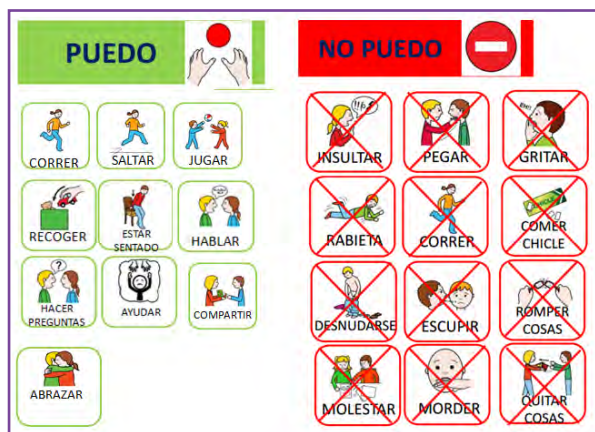 PUEDO
CORRER
SALTAR
JUGAR
RECOGER
ESTAR
SENTADO
HABLAR
?
HACER
PREGUNTAS
AYUDAR
COMPARTIR
ABRAZAR
NO PUEDO
INSULTAR
PEGAR
GRITAR
RABIETA
CORRER
COMER
CHICLE
DESNUDARSE
ESCUPIR
ROMPER
COSAS
MOLESTAR
MORDER
QUITAR
COSAS